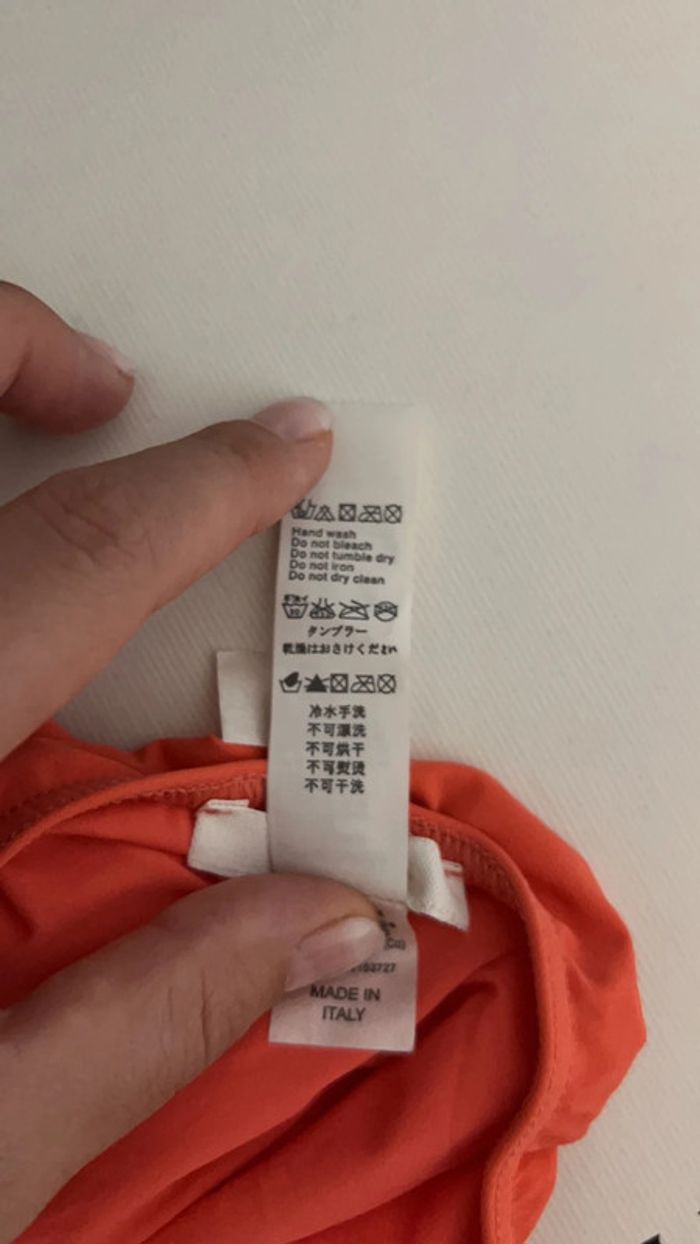 Hand wash
Do not bleach
Do not tumble dry
Do not iron
Do not dry clean
タンブラー
乾燥はおさけください
冷水手洗
不可漂洗
不可烘干
不可熨烫
不可干洗
MADE IN
ITALY